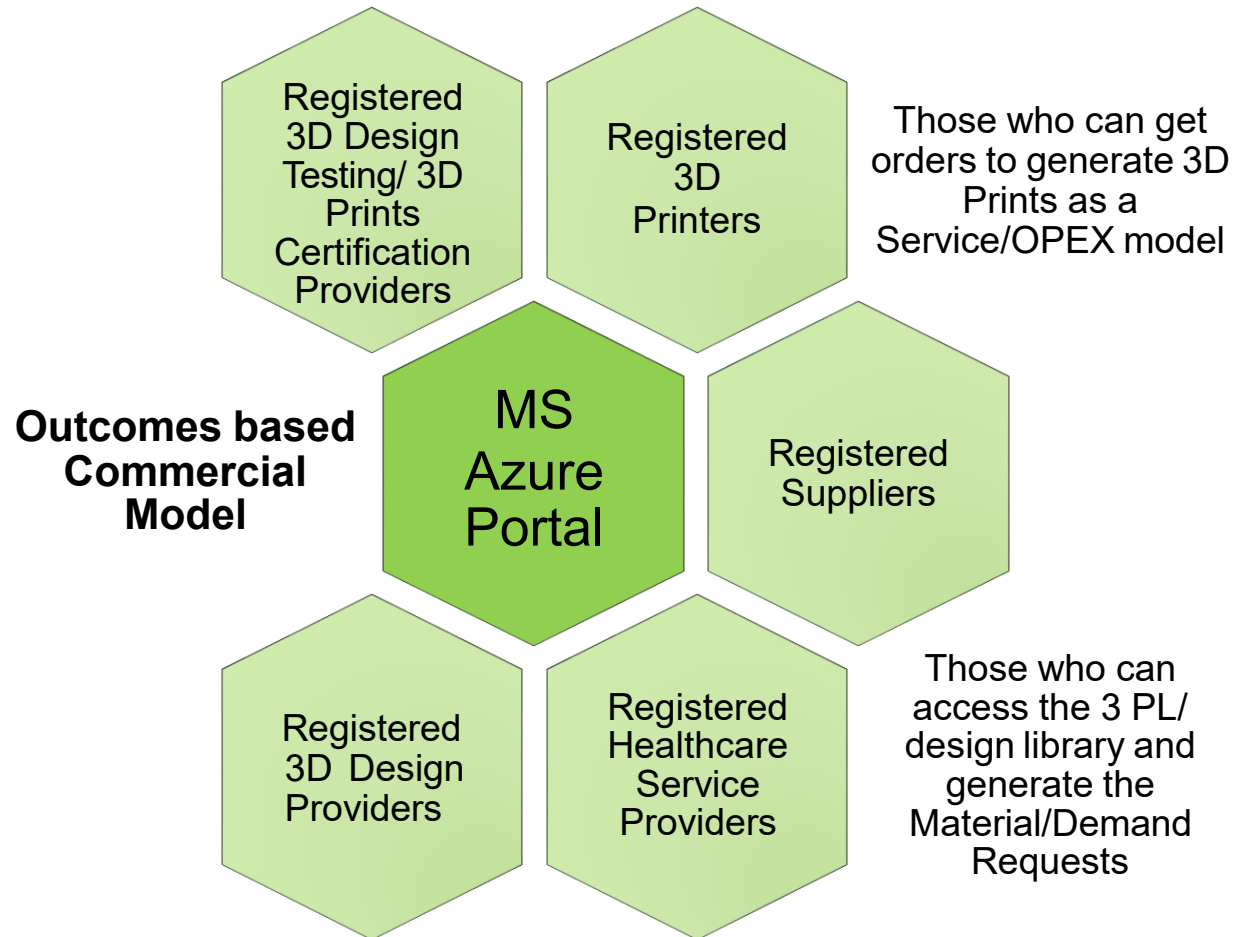 Registered
3D Design
Testing/ 3D
Prints
Certification
Providers
Registered
3D
Printers
Those who can get
orders to generate 3D
Prints as a
Service/OPEX model
Outcomes based
Commercial
Model
MS
Azure
Portal
Registered
Suppliers
Registered
3D Design
Providers
Registered
Healthcare
Service
Providers
Those who can
access the 3 PL/
design library and
generate the
Material/Demand
Requests